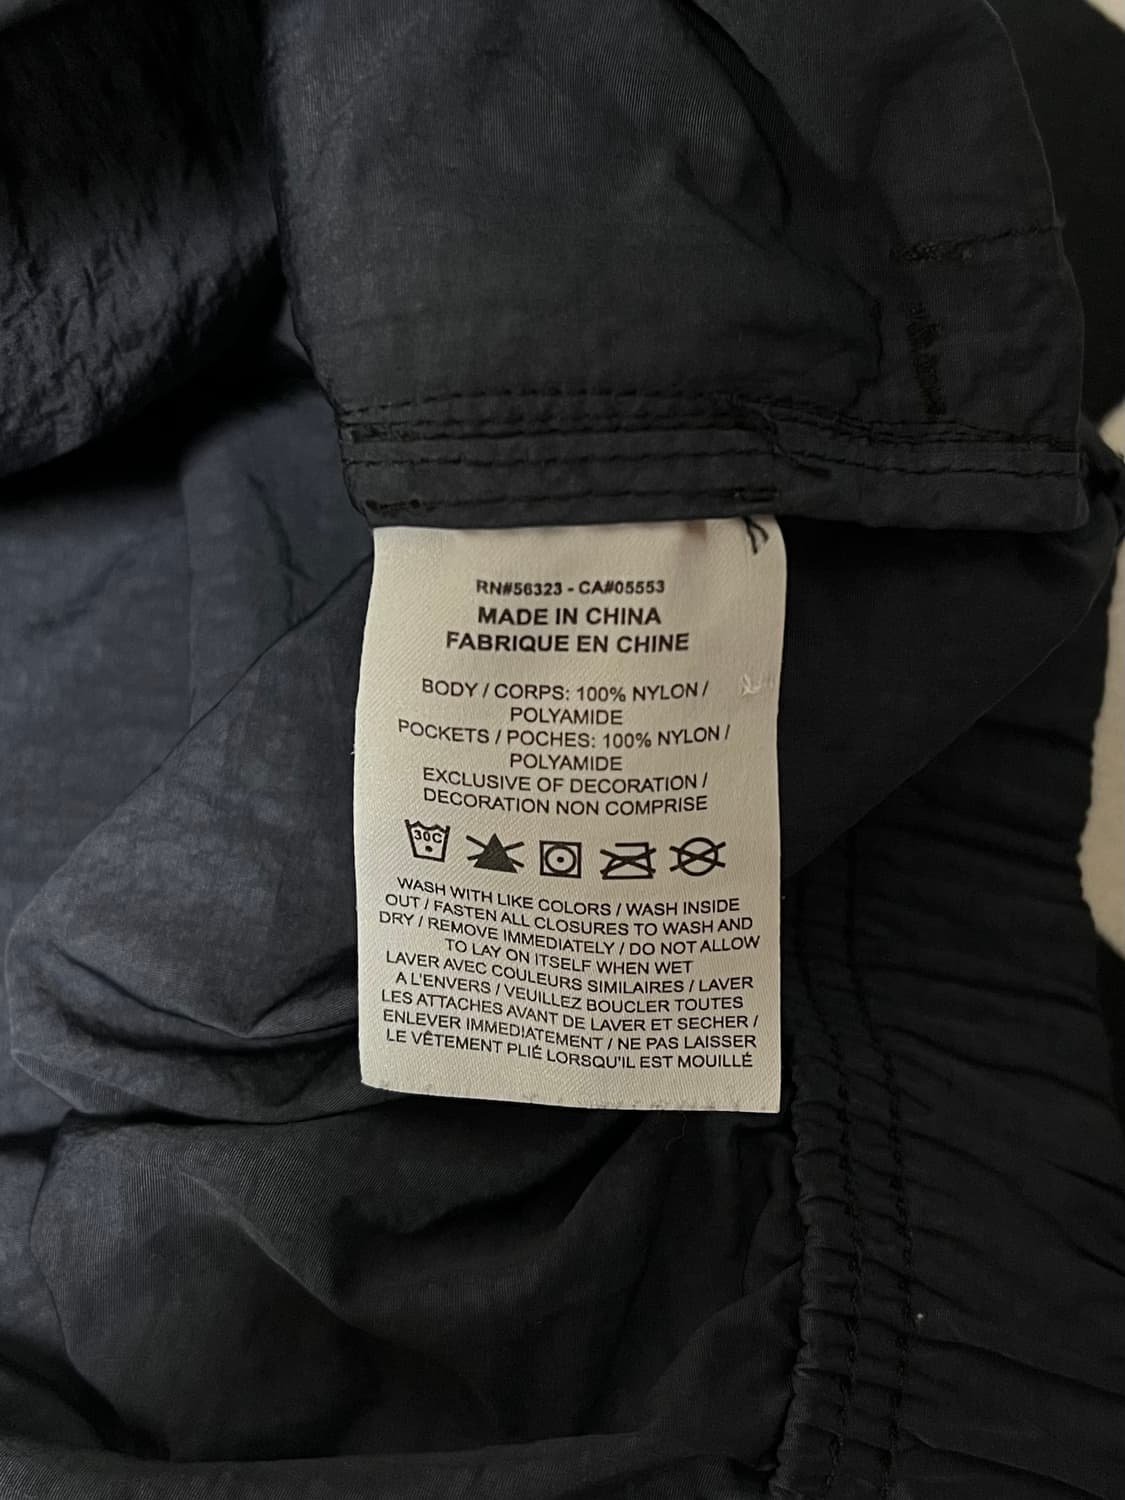 RN#56323 - CA#05553
MADE IN CHINA
FABRIQUE EN CHINE
BODY / CORPS: 100% NYLON /
POLYAMIDE
POCKETS / POCHES: 100% NYLON /
POLYAMIDE
EXCLUSIVE OF DECORATION /
DECORATION NON COMPRISE
30C
WASH WITH LIKE COLORS / WASH INSIDE
OUT / FASTEN ALL CLOSURES TO WASH AND
DRY / REMOVE IMMEDIATELY / DO NOT ALLOW
TO LAY ON ITSELF WHEN WET
LAVER AVEC COULEURS SIMILAIRES / LAVER
A L'ENVERS / VEUILLEZ BOUCLER TOUTES
LES ATTACHES AVANT DE LAVER ET SECHER /
ENLEVER IMMEDIATEMENT / NE PAS LAISSER
LE VÊTEMENT PLIÉ LORSQU'IL EST MOUILLÉ